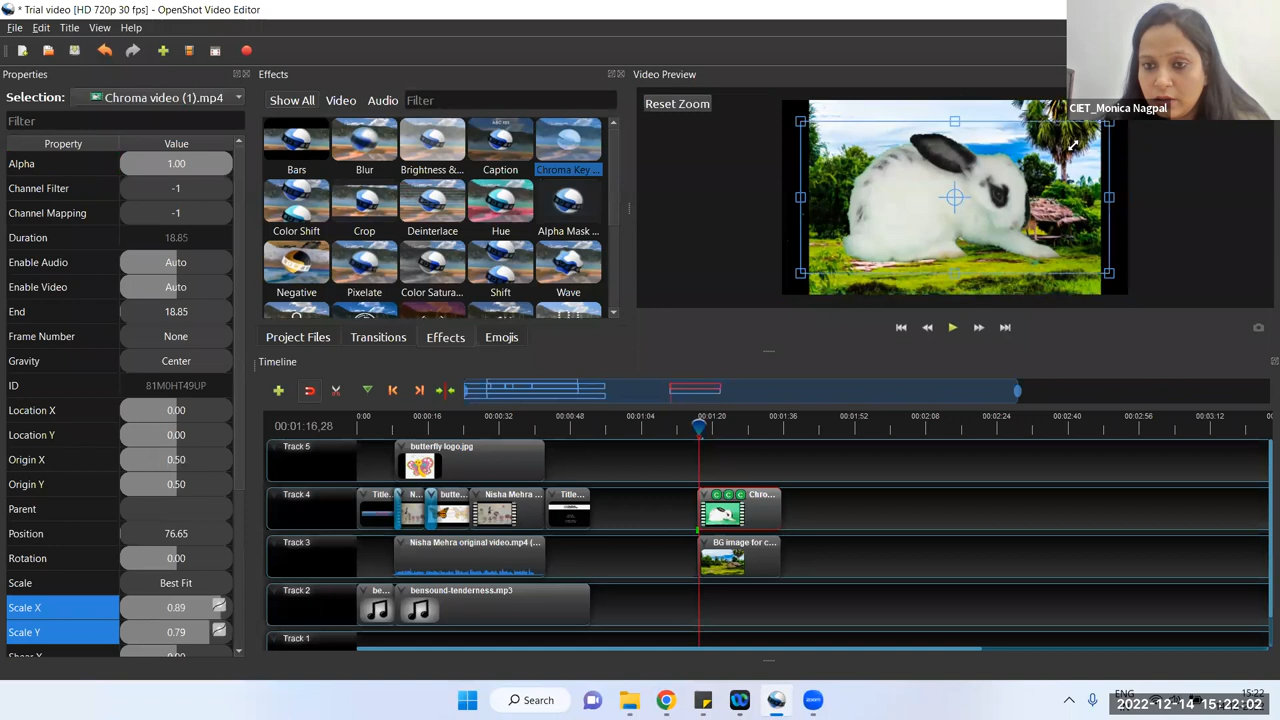 * Trial video [HD 720p 30 fps] - OpenShot Video Editor
File Edit Title View Help
Properties
Selection: Chroma video (1).mp4
Filter
Property Value
Alpha 1.00
Channel Filter -1
Channel Mapping -1
Duration 18.85
Enable Audio Auto
Enable Video Auto
End 18.85
Frame Number None
Gravity Center
ID 81M0HT49UP
Location X 0.00
Location Y 0.00
Origin X 0.50
Origin Y 0.50
Parent
Position 76.65
Rotation 0.00
Scale Best Fit
Scale X 0.89
Scale Y 0.79
Effects
Show All Video Audio Filter
Bars Blur Brightness &... Caption Chroma Key ...
Color Shift Crop Deinterlace Hue Alpha Mask ...
Negative Pixelate Color Satura... Shift Wave
Project Files Transitions Effects Emojis
Video Preview
Reset Zoom
CIET_Monica Nagpal
Timeline
00:01:16,28
0:00 00:00:16 00:00:32 00:00:48 00:01:04 00:01:20 00:01:36 00:01:52 00:02:08 00:02:24 00:02:40 00:02:56 00:03:12
Track 5 butterfly logo.jpg
Track 4 Title... N... butte... Nisha Mehra ... Title... Chro...
Track 3 Nisha Mehra original video.mp4 (... BG image for c...
Track 2 be... bensound-tenderness.mp3
Track 1
Search
ENG
15:22
2022-12-14 15:22:02